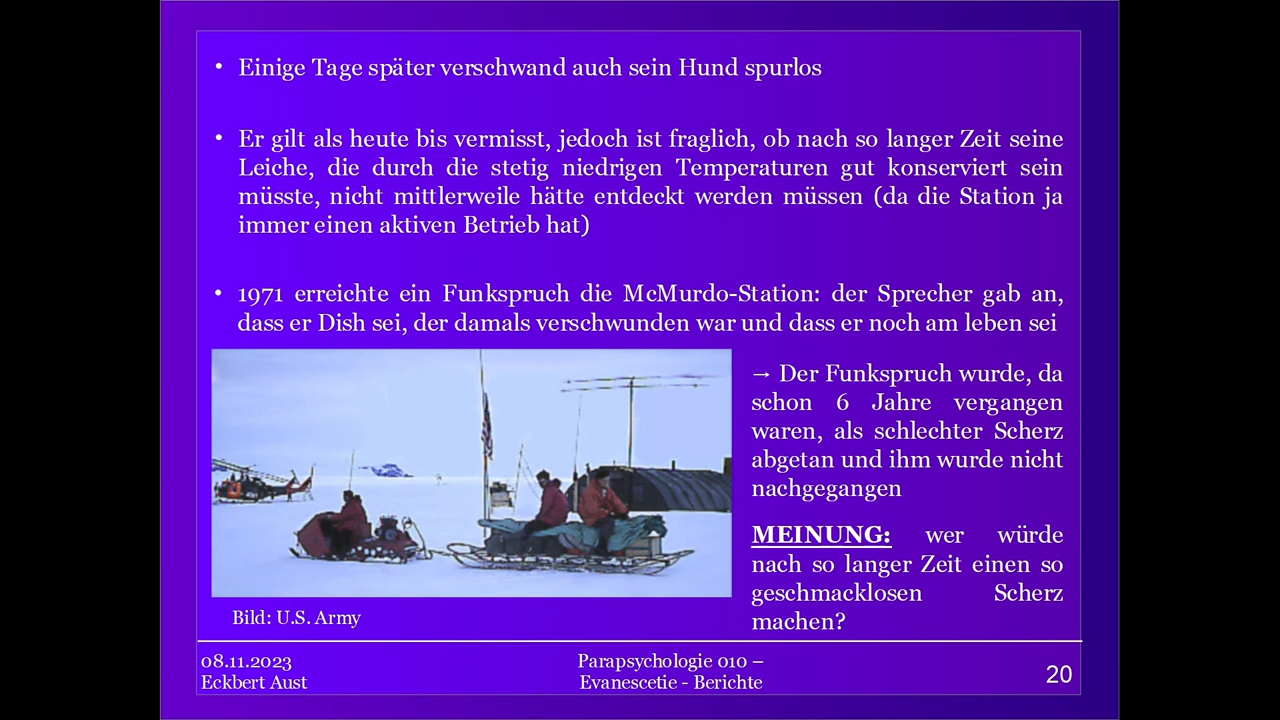 • Einige Tage später verschwand auch sein Hund spurlos
• Er gilt als heute bis vermisst, jedoch ist fraglich, ob nach so langer Zeit seine
Leiche, die durch die stetig niedrigen Temperaturen gut konserviert sein
müsste, nicht mittlerweile hätte entdeckt werden müssen (da die Station ja
immer einen aktiven Betrieb hat)
• 1971 erreichte ein Funkspruch die McMurdo-Station: der Sprecher gab an,
dass er Dish sei, der damals verschwunden war und dass er noch am leben sei
→ Der Funkspruch wurde, da
schon 6 Jahre vergangen
waren, als schlechter Scherz
abgetan und ihm wurde nicht
nachgegangen
MEINUNG: wer würde
nach so langer Zeit einen so
geschmacklosen Scherz
machen?
Bild: U.S. Army
08.11.2023
Eckbert Aust
Parapsychologie 010 –
Evanescetie - Berichte
20